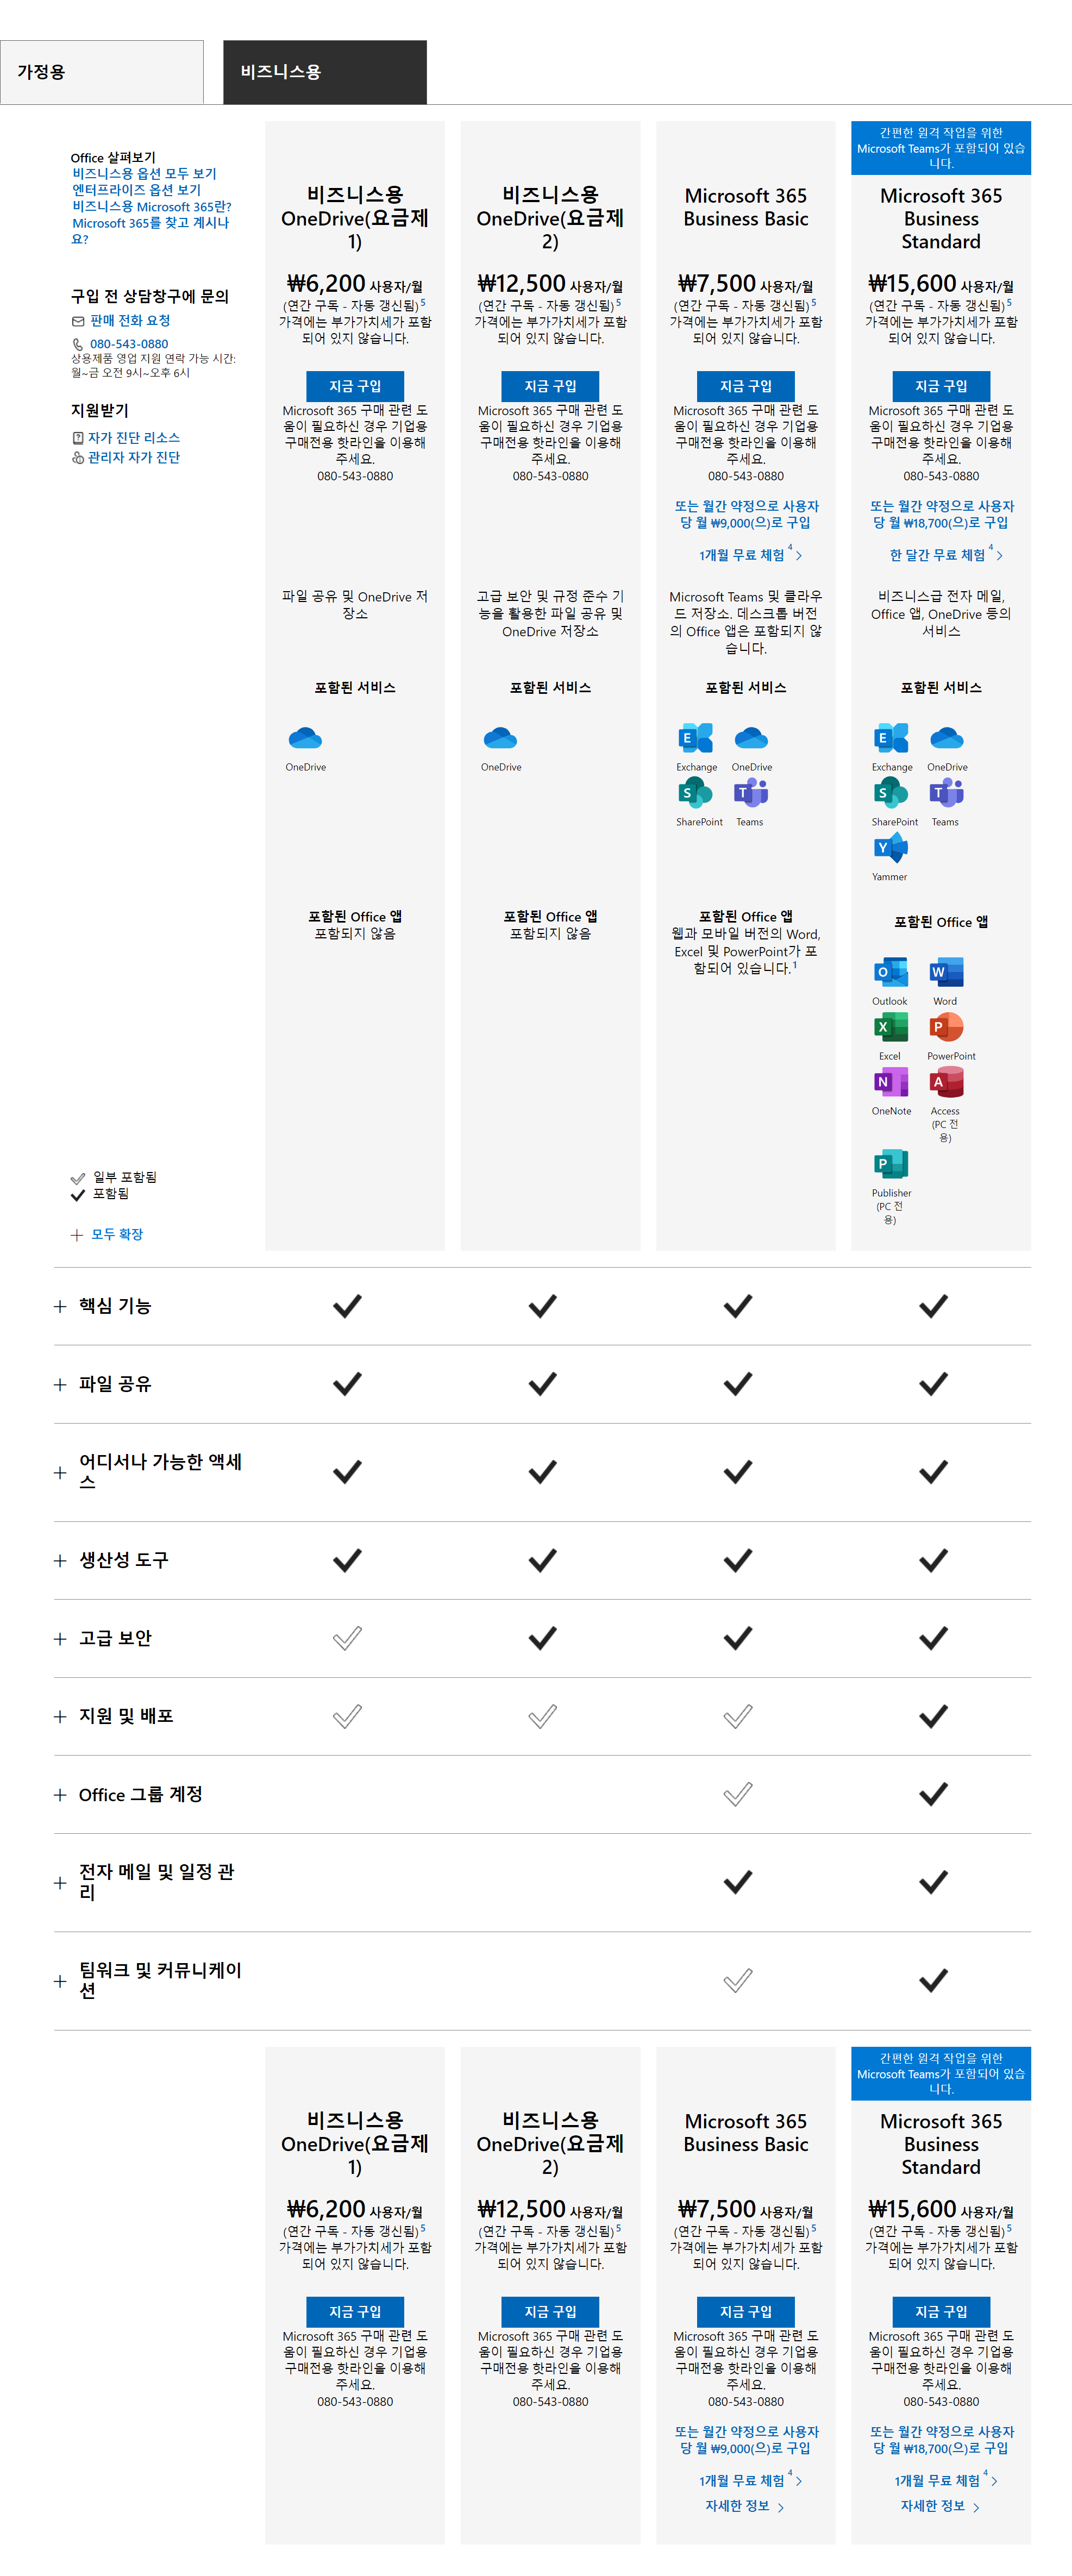 가정용
비즈니스용
Office 살펴보기
비즈니스용 옵션 모두 보기
엔터프라이즈 옵션 보기
비즈니스용 Microsoft 365란?
Microsoft 365를 찾고 계시나
요?
구입 전 상담창구에 문의
판매 전화 요청
080-543-0880
상용제품 영업 지원 연락 가능 시간:
월~금 오전 9시~오후 6시
지원받기
자가 진단 리소스
관리자 자가 진단
비즈니스용
OneDrive(요금제
1)
₩6,200 사용자/월
(연간 구독 - 자동 갱신됨) 5
가격에는 부가가치세가 포함
되어 있지 않습니다.
지금 구입
Microsoft 365 구매 관련 도
움이 필요하신 경우 기업용
구매전용 핫라인을 이용해
주세요.
080-543-0880
파일 공유 및 OneDrive 저
장소
포함된 서비스
OneDrive
포함된 Office 앱
포함되지 않음
비즈니스용
OneDrive(요금제
2)
₩12,500 사용자/월
(연간 구독 - 자동 갱신됨) 5
가격에는 부가가치세가 포함
되어 있지 않습니다.
지금 구입
Microsoft 365 구매 관련 도
움이 필요하신 경우 기업용
구매전용 핫라인을 이용해
주세요.
080-543-0880
고급 보안 및 규정 준수 기
능을 활용한 파일 공유 및
OneDrive 저장소
포함된 서비스
OneDrive
포함된 Office 앱
포함되지 않음
Microsoft 365
Business Basic
₩7,500 사용자/월
(연간 구독 - 자동 갱신됨) 5
가격에는 부가가치세가 포함
되어 있지 않습니다.
지금 구입
Microsoft 365 구매 관련 도
움이 필요하신 경우 기업용
구매전용 핫라인을 이용해
주세요.
080-543-0880
또는 월간 약정으로 사용자
당 월 ₩9,000(으)로 구입
1개월 무료 체험 4
Microsoft Teams 및 클라우
드 저장소. 데스크톱 버전
의 Office 앱은 포함되지 않
습니다.
포함된 서비스
Exchange OneDrive
SharePoint Teams
포함된 Office 앱
웹과 모바일 버전의 Word,
Excel 및 PowerPoint가 포
함되어 있습니다.1
간편한 원격 작업을 위한
Microsoft Teams가 포함되어 있습
니다.
Microsoft 365
Business
Standard
₩15,600 사용자/월
(연간 구독 - 자동 갱신됨) 5
가격에는 부가가치세가 포함
되어 있지 않습니다.
지금 구입
Microsoft 365 구매 관련 도
움이 필요하신 경우 기업용
구매전용 핫라인을 이용해
주세요.
080-543-0880
또는 월간 약정으로 사용자
당 월 ₩18,700(으)로 구입
한 달간 무료 체험 4
비즈니스급 전자 메일,
Office 앱, OneDrive 등의
서비스
포함된 서비스
Exchange OneDrive
SharePoint Teams
Yammer
포함된 Office 앱
Outlook Word
Excel PowerPoint
OneNote Access
(PC 전
용)
Publisher
(PC 전
용)
일부 포함됨
포함됨
모두 확장
핵심 기능
파일 공유
어디서나 가능한 액세
스
생산성 도구
고급 보안
지원 및 배포
Office 그룹 계정
전자 메일 및 일정 관
리
팀워크 및 커뮤니케이
션
비즈니스용
OneDrive(요금제
1)
₩6,200 사용자/월
(연간 구독 - 자동 갱신됨) 5
가격에는 부가가치세가 포함
되어 있지 않습니다.
지금 구입
Microsoft 365 구매 관련 도
움이 필요하신 경우 기업용
구매전용 핫라인을 이용해
주세요.
080-543-0880
비즈니스용
OneDrive(요금제
2)
₩12,500 사용자/월
(연간 구독 - 자동 갱신됨) 5
가격에는 부가가치세가 포함
되어 있지 않습니다.
지금 구입
Microsoft 365 구매 관련 도
움이 필요하신 경우 기업용
구매전용 핫라인을 이용해
주세요.
080-543-0880
Microsoft 365
Business Basic
₩7,500 사용자/월
(연간 구독 - 자동 갱신됨) 5
가격에는 부가가치세가 포함
되어 있지 않습니다.
지금 구입
Microsoft 365 구매 관련 도
움이 필요하신 경우 기업용
구매전용 핫라인을 이용해
주세요.
080-543-0880
또는 월간 약정으로 사용자
당 월 ₩9,000(으)로 구입
1개월 무료 체험 4
자세한 정보
간편한 원격 작업을 위한
Microsoft Teams가 포함되어 있습
니다.
Microsoft 365
Business
Standard
₩15,600 사용자/월
(연간 구독 - 자동 갱신됨) 5
가격에는 부가가치세가 포함
되어 있지 않습니다.
지금 구입
Microsoft 365 구매 관련 도
움이 필요하신 경우 기업용
구매전용 핫라인을 이용해
주세요.
080-543-0880
또는 월간 약정으로 사용자
당 월 ₩18,700(으)로 구입
1개월 무료 체험 4
자세한 정보